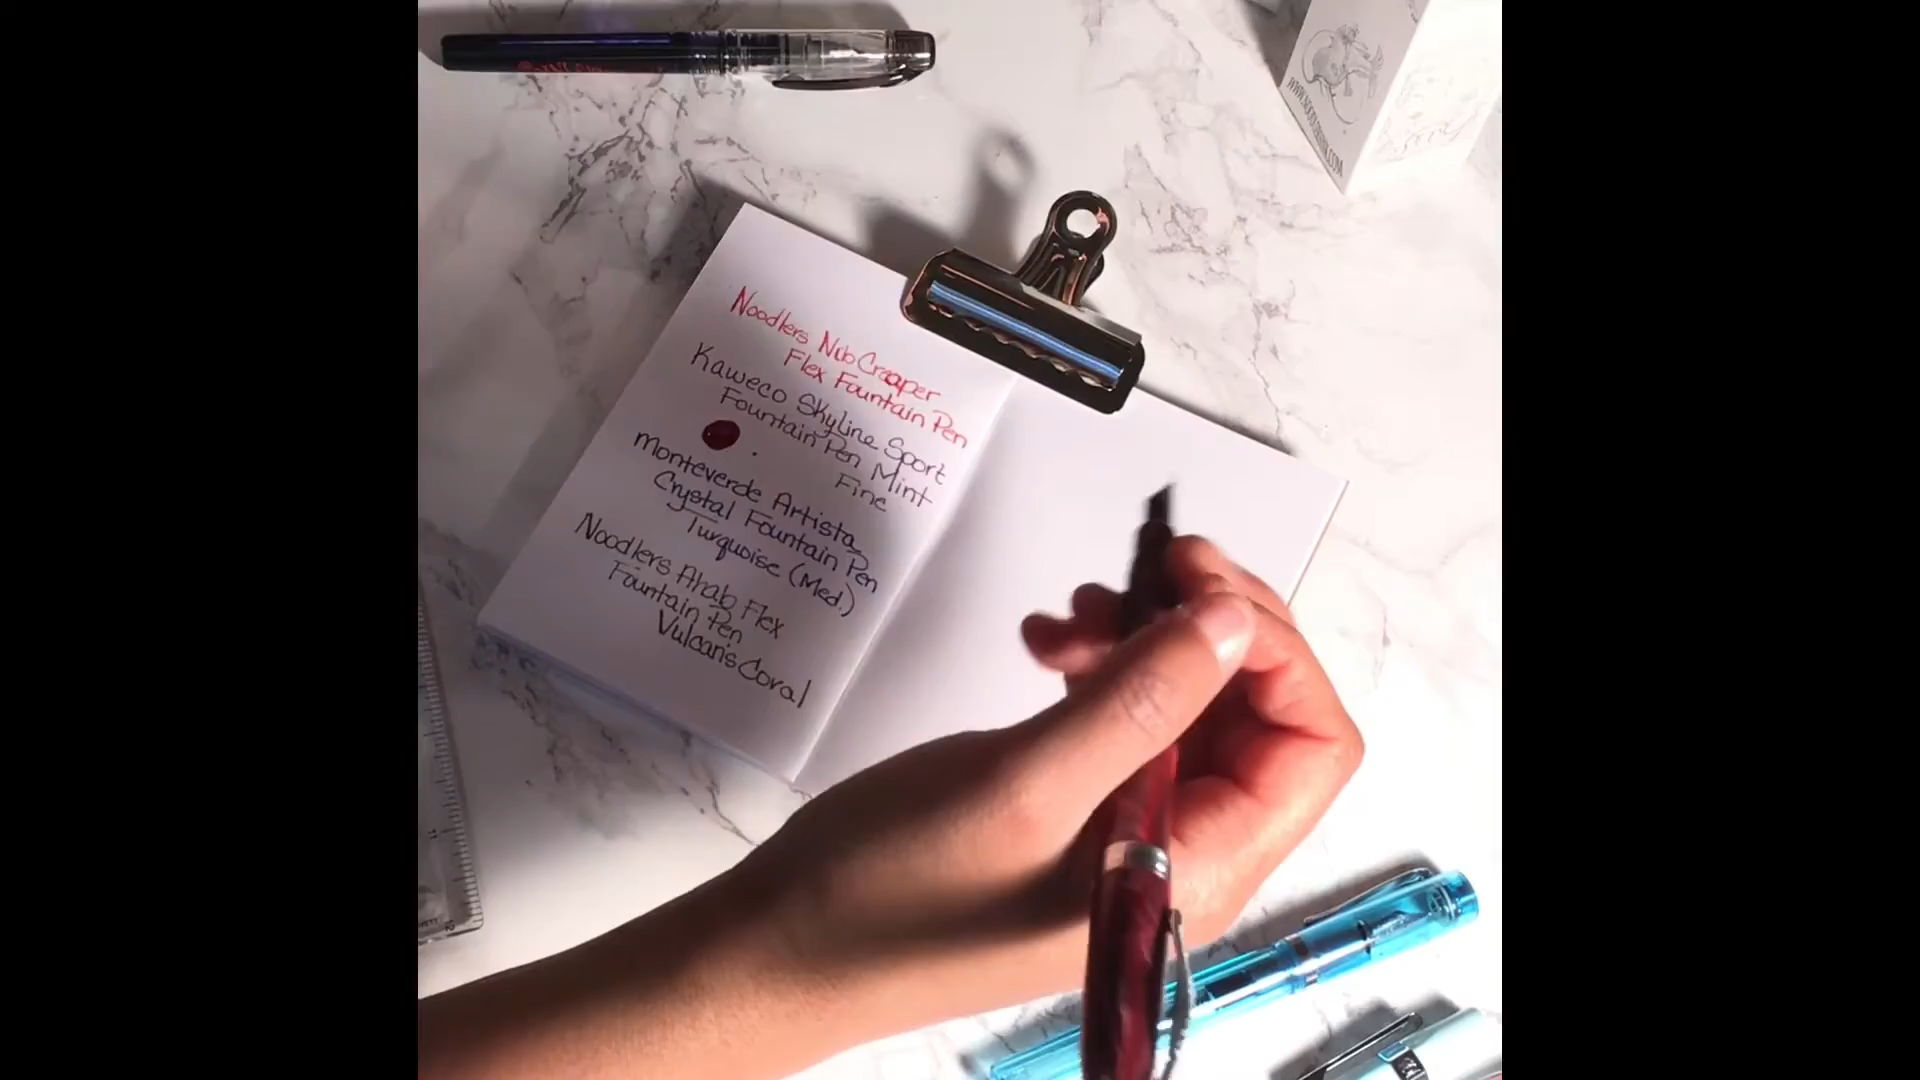 Noodlers Nib Creaper
Flex Fountain Pen
Kaweco Skyline Sport
Fountain Pen Mint
Fine
Monteverde Artista
Crystal Fountain Pen
Turquoise (Med.)
Noodlers Ahab Flex
Fountain Pen
Vulcan's Coral